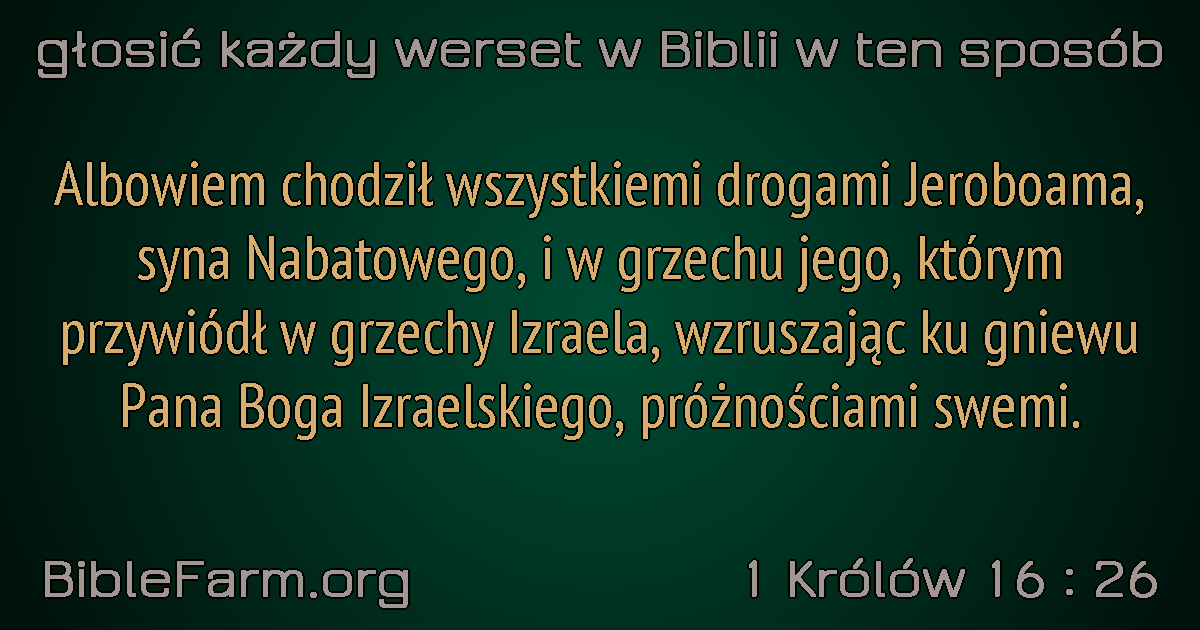 głosić każdy werset w Biblii w ten sposób
Albowiem chodził wszystkiemi drogami Jeroboama,
syna Nabatowego, i w grzechu jego, którym
przywiódł w grzechy Izraela, wzruszając ku gniewu
Pana Boga Izraelskiego, próżnościami swemi.
BibleFarm.org
1 Królów 16 : 26